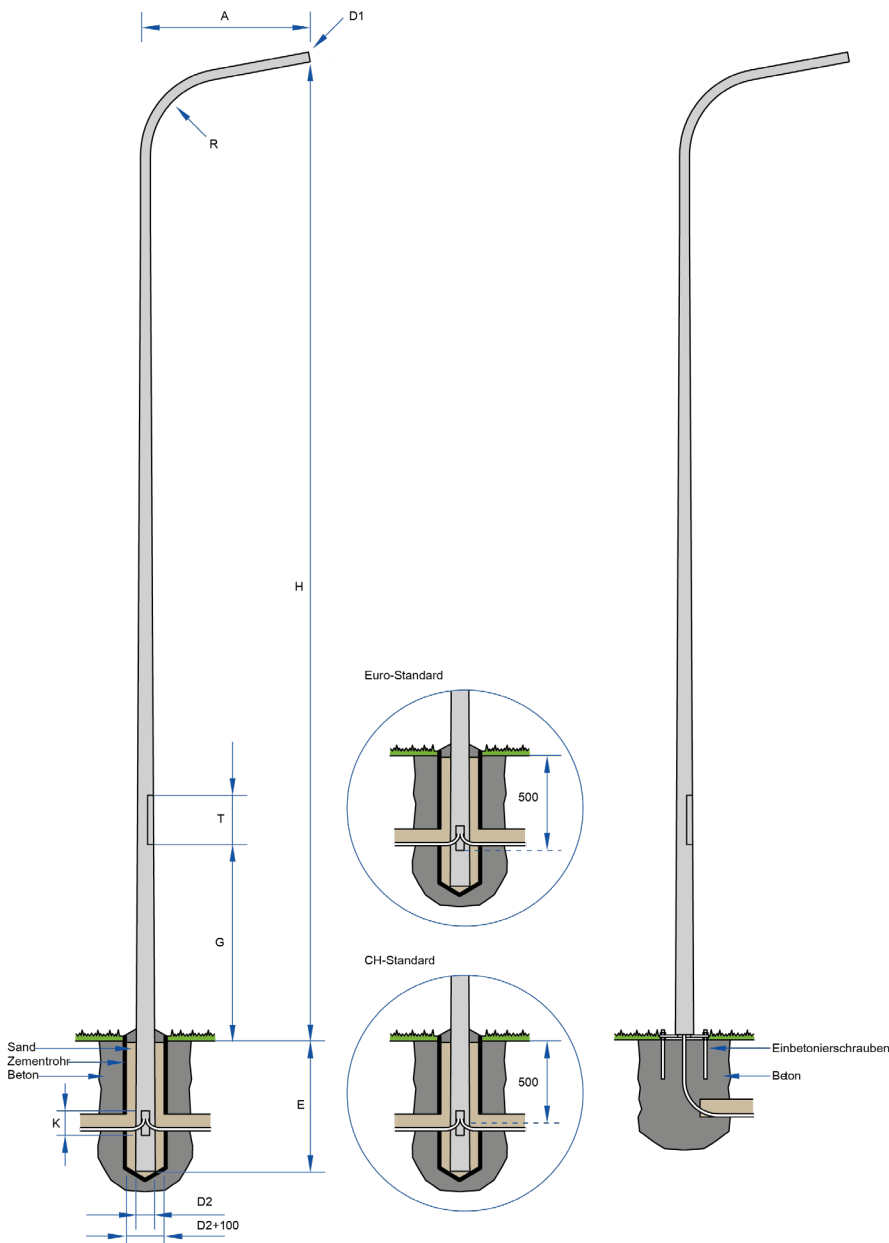 A
D1
R
H
Euro-Standard
500
T
G
CH-Standard
500
Sand
Zementrohr
Beton
E
K
D2
D2+100
Einbetonierschrauben
Beton